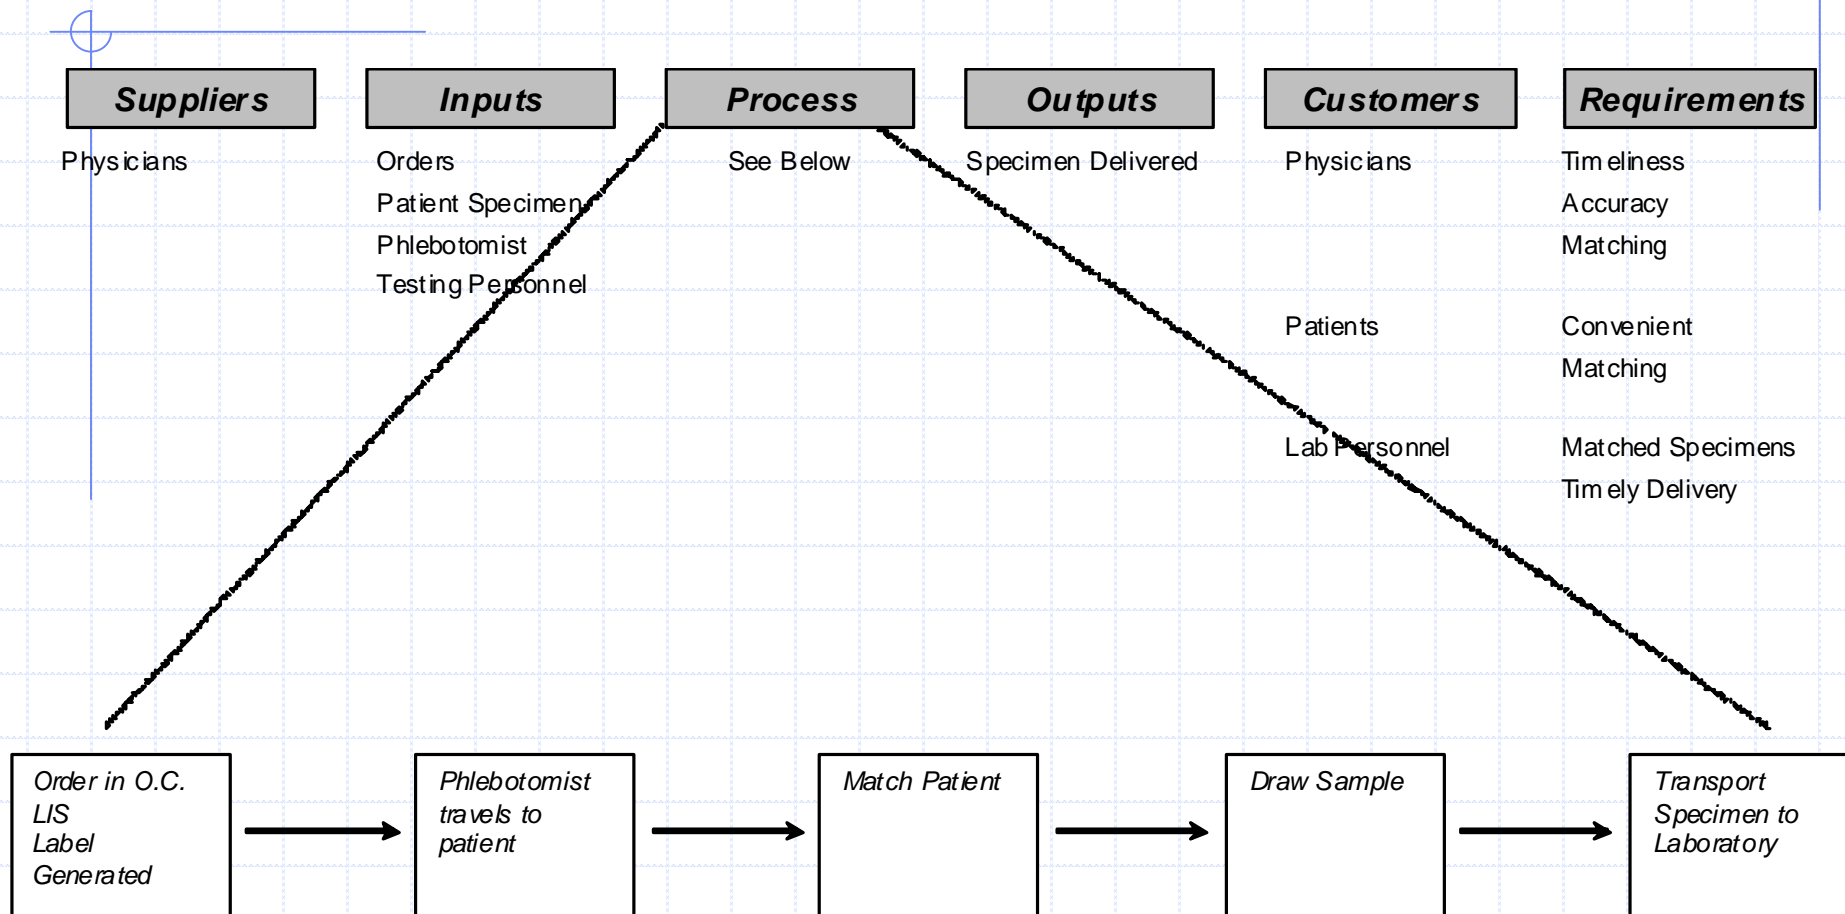 Suppliers
Inputs
Process
Outputs
Customers
Requirements
Physicians
Orders
See Below
Specimen Delivered
Physicians
Timeliness
Patient Specimen
Accuracy
Phlebotomist
Matching
Testing Personnel
Patients
Convenient
Matching
Lab Personnel
Matched Specimens
Timely Delivery
Order in O.C.
LIS
Label
Generated
Phlebotomist
travels to
patient
Match Patient
Draw Sample
Transport
Specimen to
Laboratory